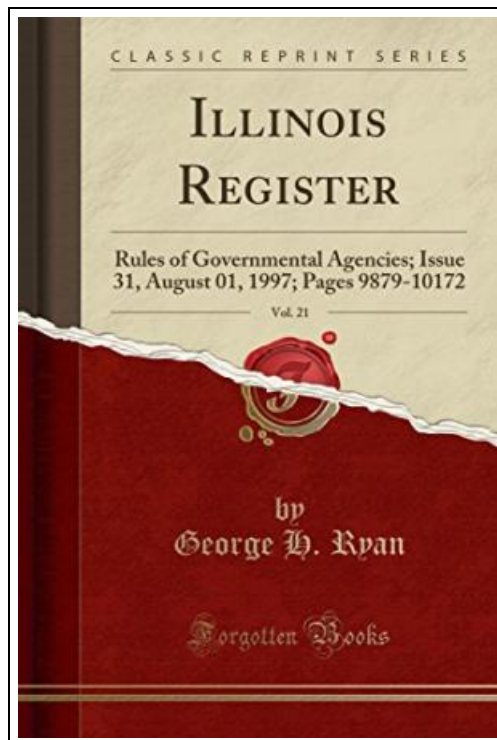 CLASSIC REPRINT SERIES
ILLINOIS
REGISTER
Rules of Governmental Agencies; Issue
31, August 01, 1997; Pages 9879-10172
Vol. 21
by
George H. Ryan
Forgotten Books